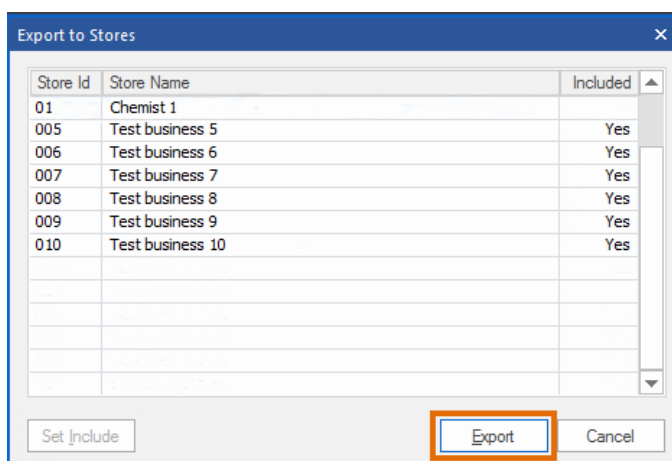 Export to Stores
Store Id Store Name Included
01 Chemist 1
005 Test business 5 Yes
006 Test business 6 Yes
007 Test business 7 Yes
008 Test business 8 Yes
009 Test business 9 Yes
010 Test business 10 Yes
Set Include Export Cancel